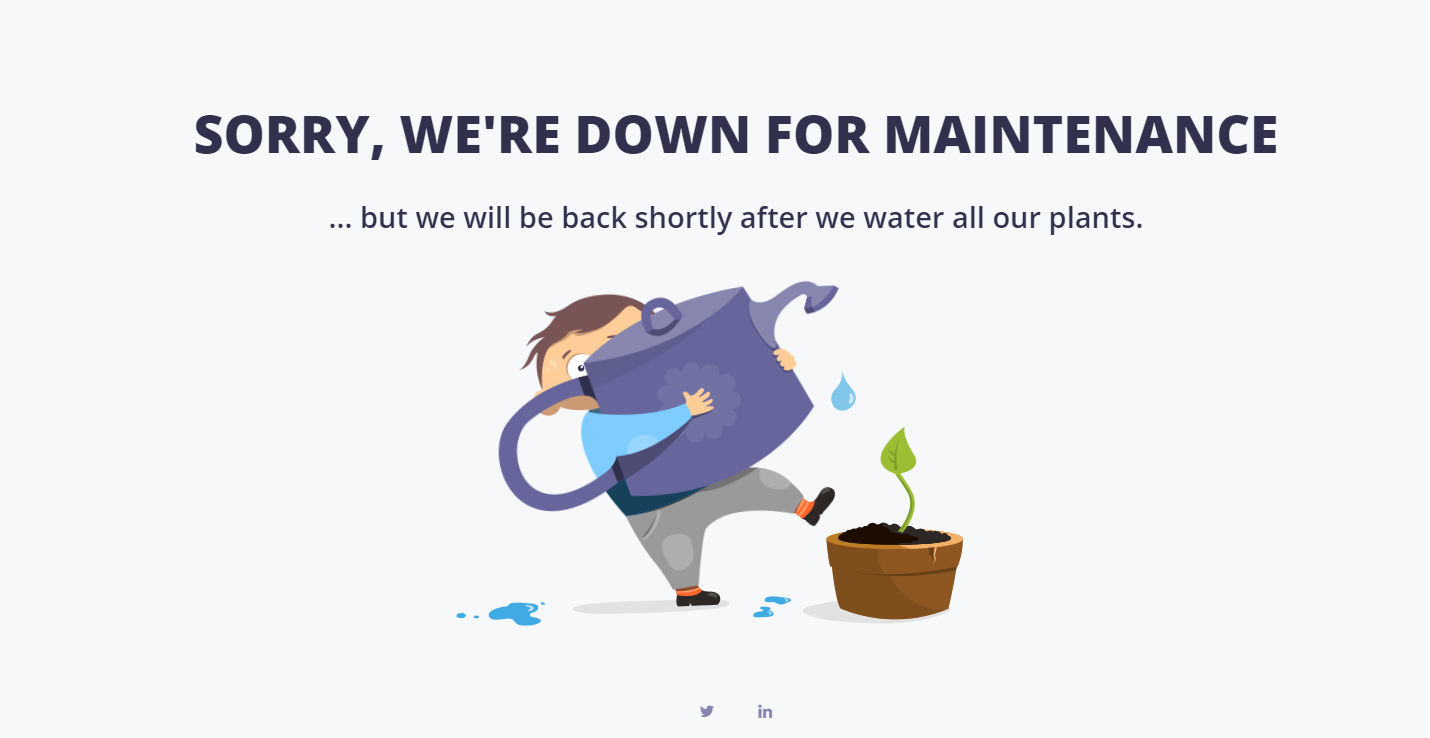 SORRY, WE'RE DOWN FOR MAINTENANCE
... but we will be back shortly after we water all our plants.
in